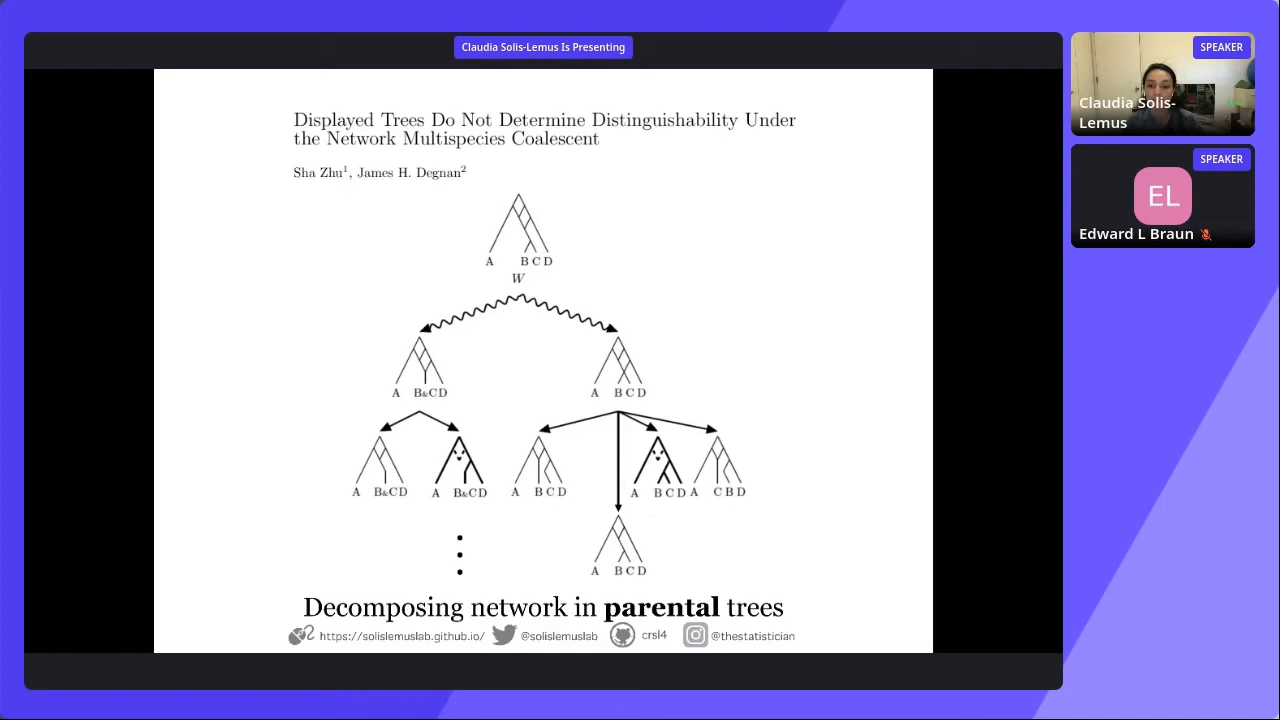 Claudia Solis-Lemus Is Presenting
Displayed Trees Do Not Determine Distinguishability Under
the Network Multispecies Coalescent
Sha Zhu¹, James H. Degnan²
A B C D
W
A B&C D
A B C D
A B&C D
A B&C D
A B C D
A B C D
A C B D
A B C D
Decomposing network in parental trees
https://solislemuslab.github.io/ @solislemuslab crsl4 @thestatistician
SPEAKER
Claudia Solis-
Lemus
SPEAKER
EL
Edward L Braun